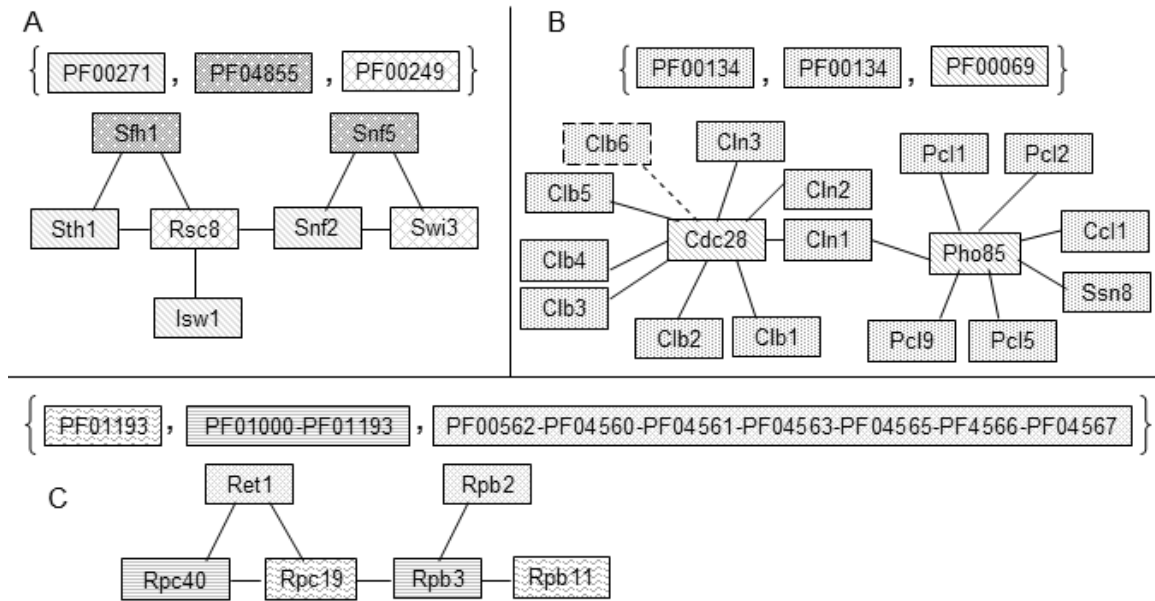 A
{ PF00271 , PF04855 , PF00249 }
Sfh1 Snf5
Sth1 Rsc8 Snf2 Swi3
Isw1
B
{ PF00134 , PF00134 , PF00069 }
Clb6 Cln3 Pcl1 Pcl2
Clb5 Cln2
Cdc28 Cln1 Pho85 Ccl1
Clb4
Clb3 Ssn8
Clb2 Clb1 Pcl9 Pcl5
{ PF01193 , PF01000-PF01193 , PF00562-PF04560-PF04561-PF04563-PF04565-PF4566-PF04567 }
C
Ret1 Rpb2
Rpc40 Rpc19 Rpb3 Rpb11